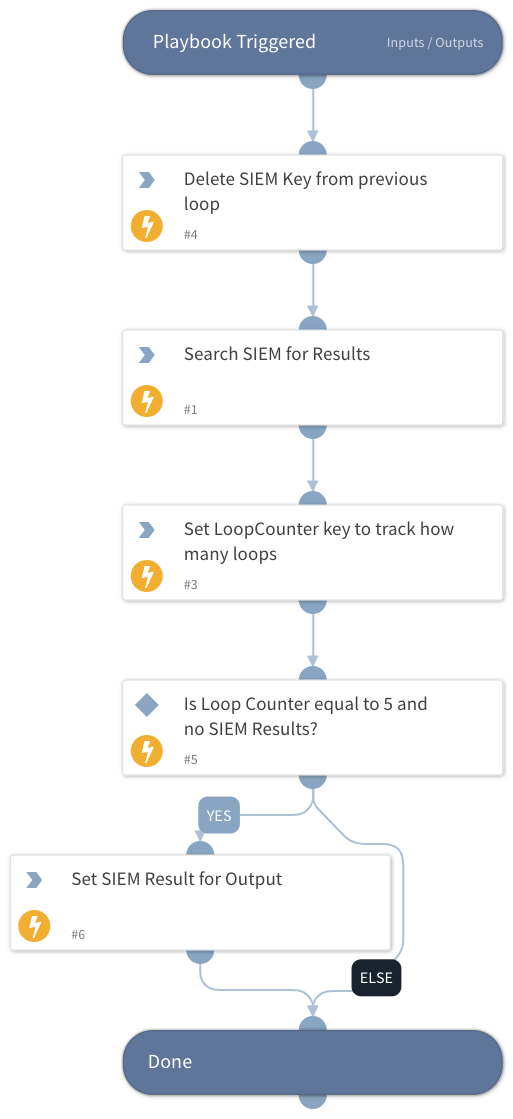 Playbook Triggered
Inputs / Outputs
Delete SIEM Key from previous
loop
#4
Search SIEM for Results
#1
Set LoopCounter key to track how
many loops
#3
Is Loop Counter equal to 5 and
no SIEM Results?
#5
YES
Set SIEM Result for Output
#6
ELSE
Done